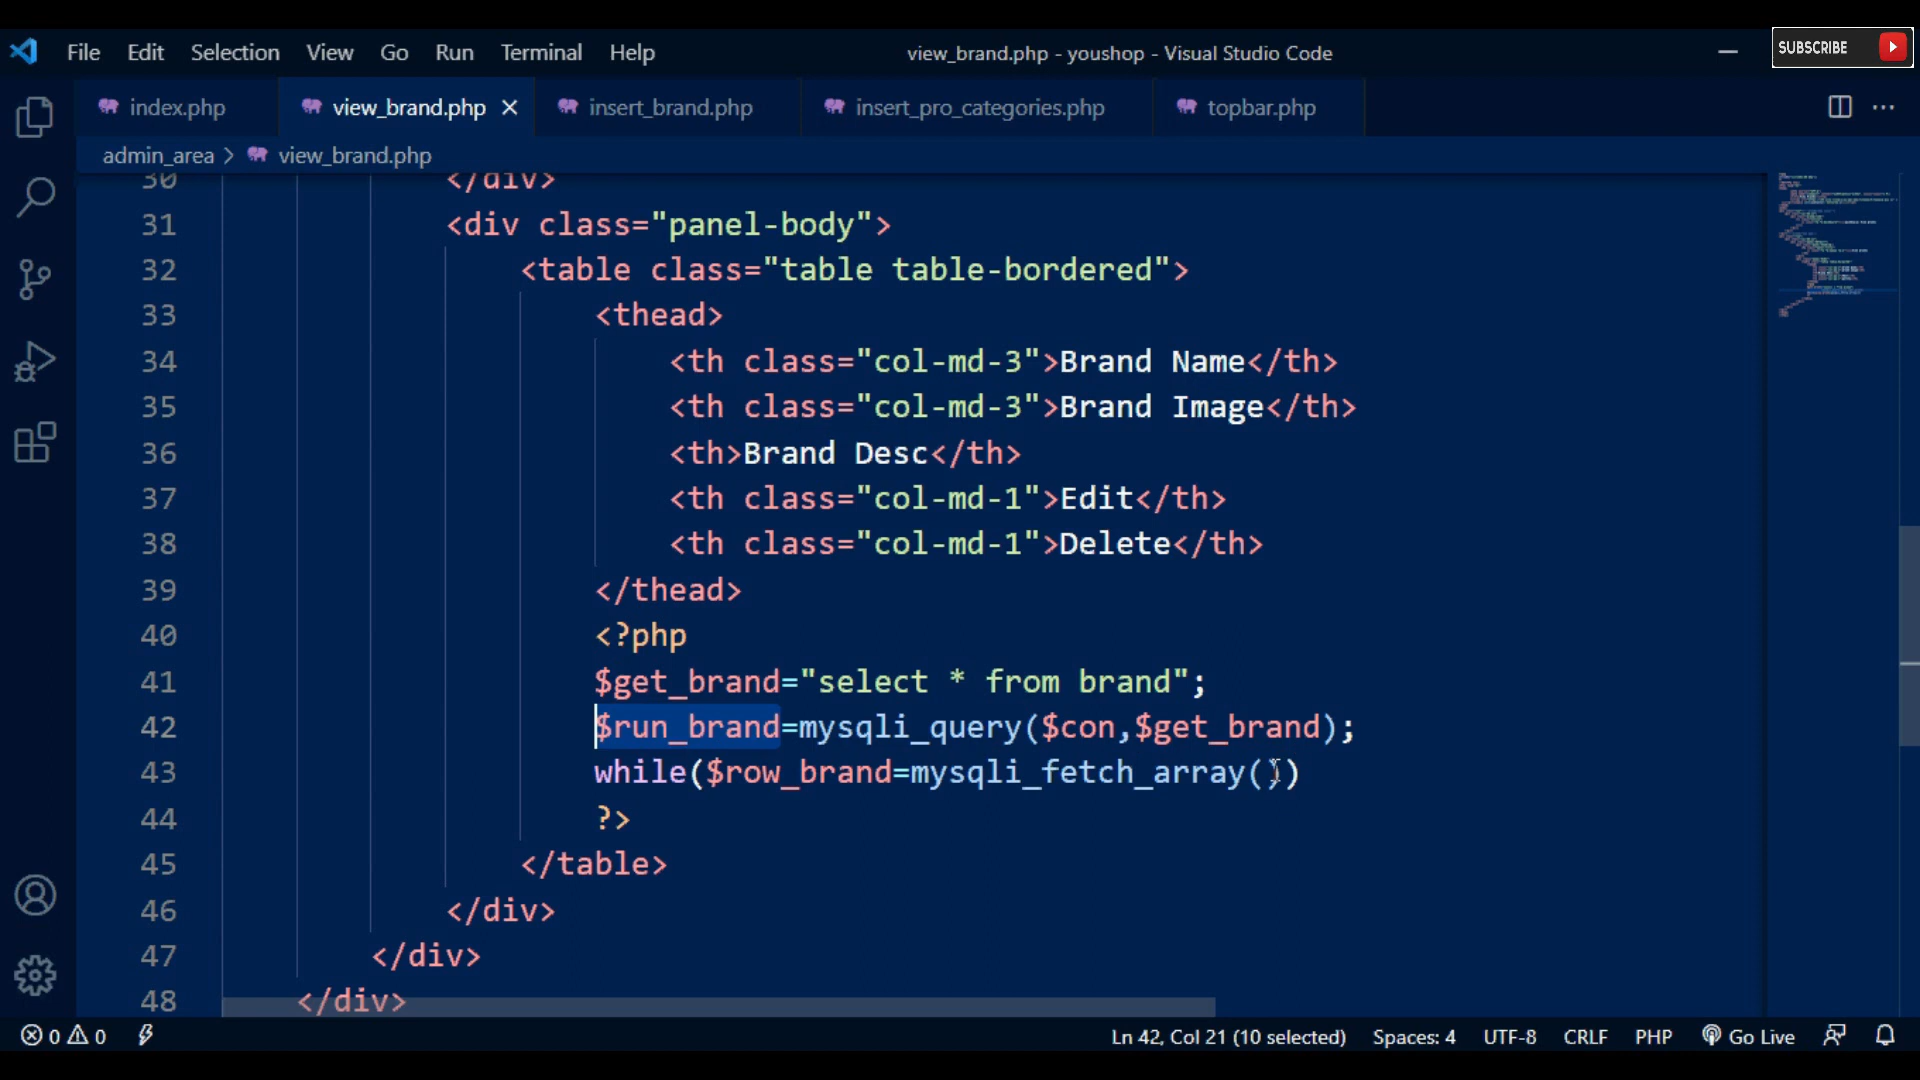 File Edit Selection View Go Run Terminal Help view_brand.php - youshop - Visual Studio Code SUBSCRIBE
index.php view_brand.php insert_brand.php insert_pro_categories.php topbar.php
admin_area > view_brand.php
30 </div>
31 <div class="panel-body">
32 <table class="table table-bordered">
33 <thead>
34 <th class="col-md-3">Brand Name</th>
35 <th class="col-md-3">Brand Image</th>
36 <th>Brand Desc</th>
37 <th class="col-md-1">Edit</th>
38 <th class="col-md-1">Delete</th>
39 </thead>
40 <?php
41 $get_brand="select * from brand";
42 $run_brand=mysqli_query($con,$get_brand);
43 while($row_brand=mysqli_fetch_array())
44 ?>
45 </table>
46 </div>
47 </div>
48 </div>
0 0 Ln 42, Col 21 (10 selected) Spaces: 4 UTF-8 CRLF PHP Go Live